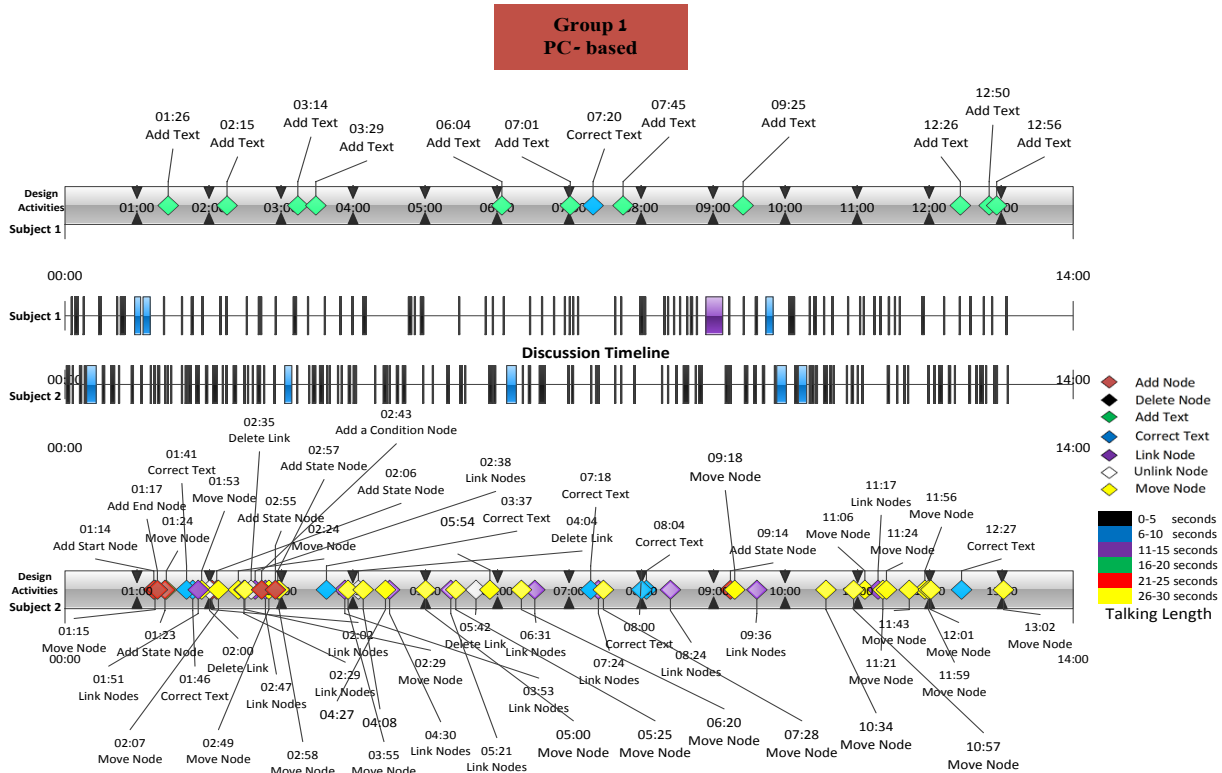 Group 1
PC- based
01:26
Add Text
02:15
Add Text
03:14
Add Text
03:29
Add Text
06:04
Add Text
07:01
Add Text
07:20
Correct Text
07:45
Add Text
09:25
Add Text
12:26
Add Text
12:50
Add Text
12:56
Add Text
Design
Activities
Subject 1
01:00
02:00
03:00
04:00
05:00
06:00
07:00
08:00
09:00
10:00
11:00
12:00
00:00
14:00
Subject 1
Discussion Timeline
00:00
14:00
Subject 2
00:00
14:00
Add Node
Delete Node
Add Text
Correct Text
Link Node
Unlink Node
Move Node
0-5 seconds
6-10 seconds
11-15 seconds
16-20 seconds
21-25 seconds
26-30 seconds
Talking Length
02:43
Add a Condition Node
02:35
Delete Link
02:57
Add State Node
02:06
Add State Node
02:38
Link Nodes
01:41
Correct Text
01:53
Move Node
02:55
Add State Node
03:37
Correct Text
01:17
Add End Node
01:24
Move Node
01:14
Add Start Node
02:24
Move Node
05:54
04:04
Delete Link
07:18
Correct Text
08:04
Correct Text
09:18
Move Node
09:14
Add State Node
11:06
Move Node
11:17
Link Nodes
11:24
Move Node
11:56
Move Node
12:27
Correct Text
Design
Activities
Subject 2
01:00
03:00
05:00
07:00
10:00
12:00
01:15
Move Node
00:00
01:23
Add State Node
01:51
Link Nodes
01:46
Correct Text
02:00
Delete Link
02:47
Link Nodes
02:29
Link Nodes
02:02
Link Nodes
02:29
Move Node
05:42
Delete Link
06:31
Link Nodes
03:53
Link Nodes
08:00
Correct Text
07:24
Link Nodes
08:24
Link Nodes
09:36
Link Nodes
11:43
Move Node
11:21
Move Node
12:01
Move Node
11:59
Move Node
13:02
Move Node
14:00
04:27
04:08
02:07
Move Node
02:49
Move Node
02:58
Move Node
03:55
Move Node
04:30
Link Nodes
05:21
Link Nodes
05:00
Move Node
05:25
Move Node
06:20
Move Node
07:28
Move Node
10:34
Move Node
10:57
Move Node